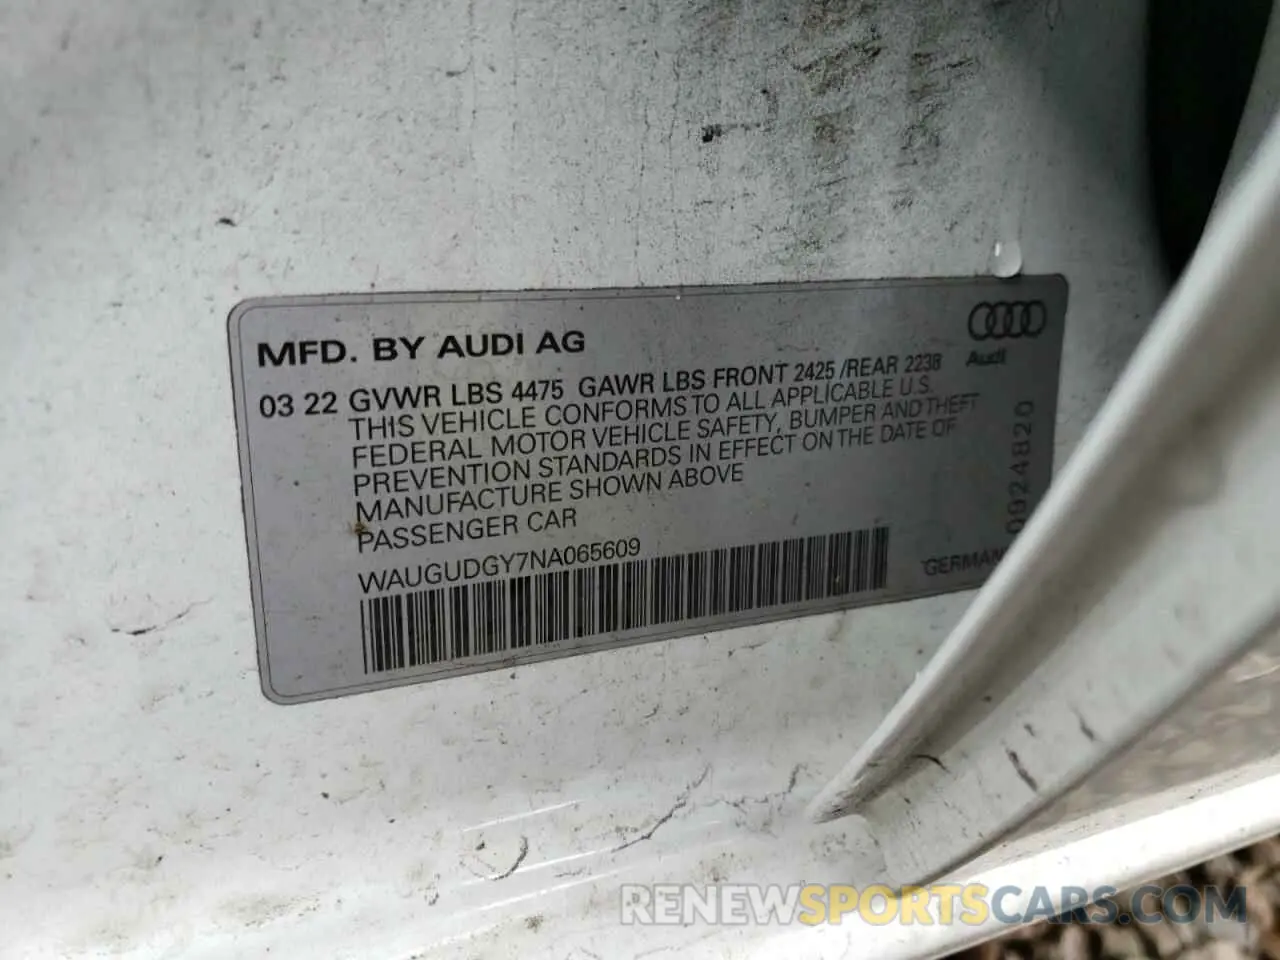 MFD. BY AUDI AG
Audi
03 22 GVWR LBS 4475 GAWR LBS FRONT 2425 /REAR 2238
THIS VEHICLE CONFORMS TO ALL APPLICABLE U.S.
FEDERAL MOTOR VEHICLE SAFETY, BUMPER AND THEFT
PREVENTION STANDARDS IN EFFECT ON THE DATE OF
MANUFACTURE SHOWN ABOVE
PASSENGER CAR
WAUGUDGY7NA065609
0924820
GERMAN
RENEWSPORTSCARS.COM